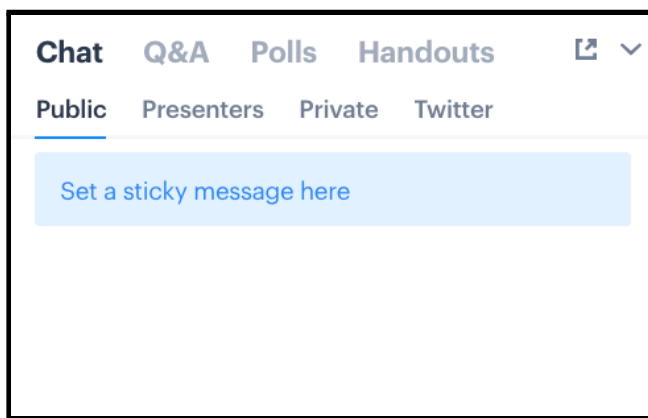 Chat Q&A Polls Handouts
Public Presenters Private Twitter
Set a sticky message here